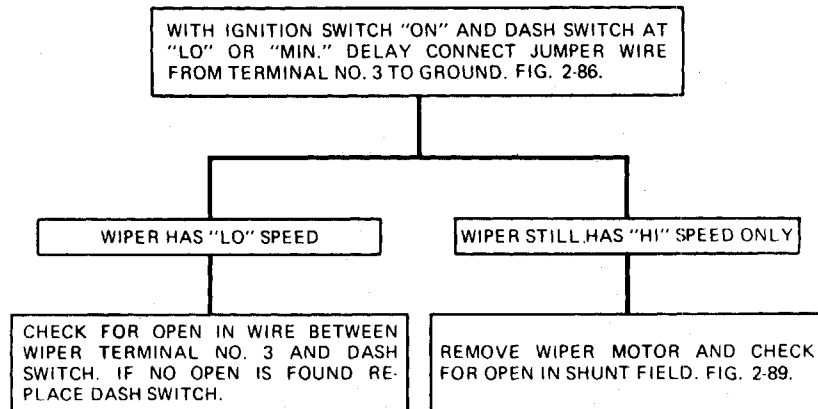 WITH IGNITION SWITCH "ON" AND DASH SWITCH AT
"LO" OR "MIN." DELAY CONNECT JUMPER WIRE
FROM TERMINAL NO. 3 TO GROUND. FIG. 2-86.
WIPER HAS "LO" SPEED
WIPER STILL HAS "HI" SPEED ONLY
CHECK FOR OPEN IN WIRE BETWEEN
WIPER TERMINAL NO. 3 AND DASH
SWITCH. IF NO OPEN IS FOUND RE-
PLACE DASH SWITCH.
REMOVE WIPER MOTOR AND CHECK
FOR OPEN IN SHUNT FIELD. FIG. 2-89.